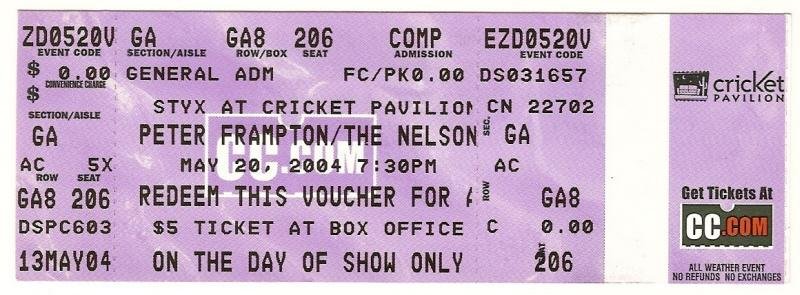 ZD0520V GA GA8 206 COMP EZD0520V
EVENT CODE SECTION/AISLE ROW/BOX SEAT ADMISSION EVENT CODE
$ 0.00 GENERAL ADM FC/PK0.00 DS031657
CONVENIENCE CHARGE
$ STYX AT CRICKET PAVILION CN 22702
SECTION/AISLE
GA PETER FRAMPTON/THE NELSON SEC. GA
AC 5X MAY 20, 2004 7:30PM AC
ROW SEAT
CC.COM
GA8 206 REDEEM THIS VOUCHER FOR A ROW GA8
DSPC603 $5 TICKET AT BOX OFFICE C 0.00
13MAY04 ON THE DAY OF SHOW ONLY SEAT 206
cricket
PAVILION
Get Tickets At
CC.COM
ALL WEATHER EVENT
NO REFUNDS NO EXCHANGES